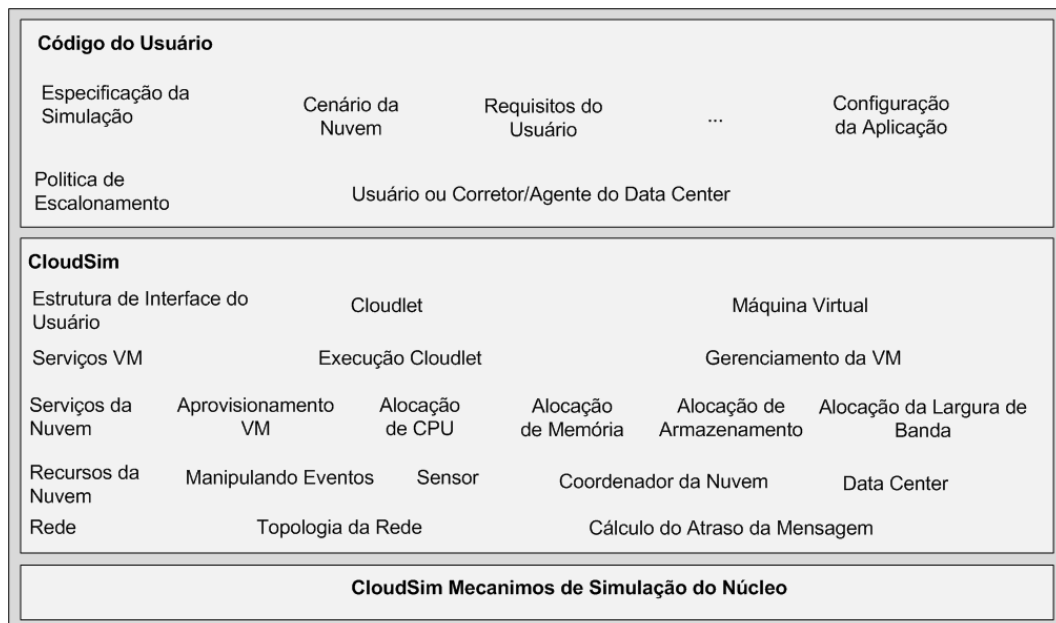 Código do Usuário
Especificação da
Simulação
Cenário da
Nuvem
Requisitos do
Usuário
...
Configuração
da Aplicação
Politica de
Escalonamento
Usuário ou Corretor/Agente do Data Center
CloudSim
Estrutura de Interface do
Usuário
Cloudlet
Máquina Virtual
Serviços VM
Execução Cloudlet
Gerenciamento da VM
Serviços da
Nuvem
Aprovisionamento
VM
Alocação
de CPU
Alocação
de Memória
Alocação de
Armazenamento
Alocação da Largura de
Banda
Recursos da
Nuvem
Manipulando Eventos
Sensor
Coordenador da Nuvem
Data Center
Rede
Topologia da Rede
Cálculo do Atraso da Mensagem
CloudSim Mecanimos de Simulação do Núcleo